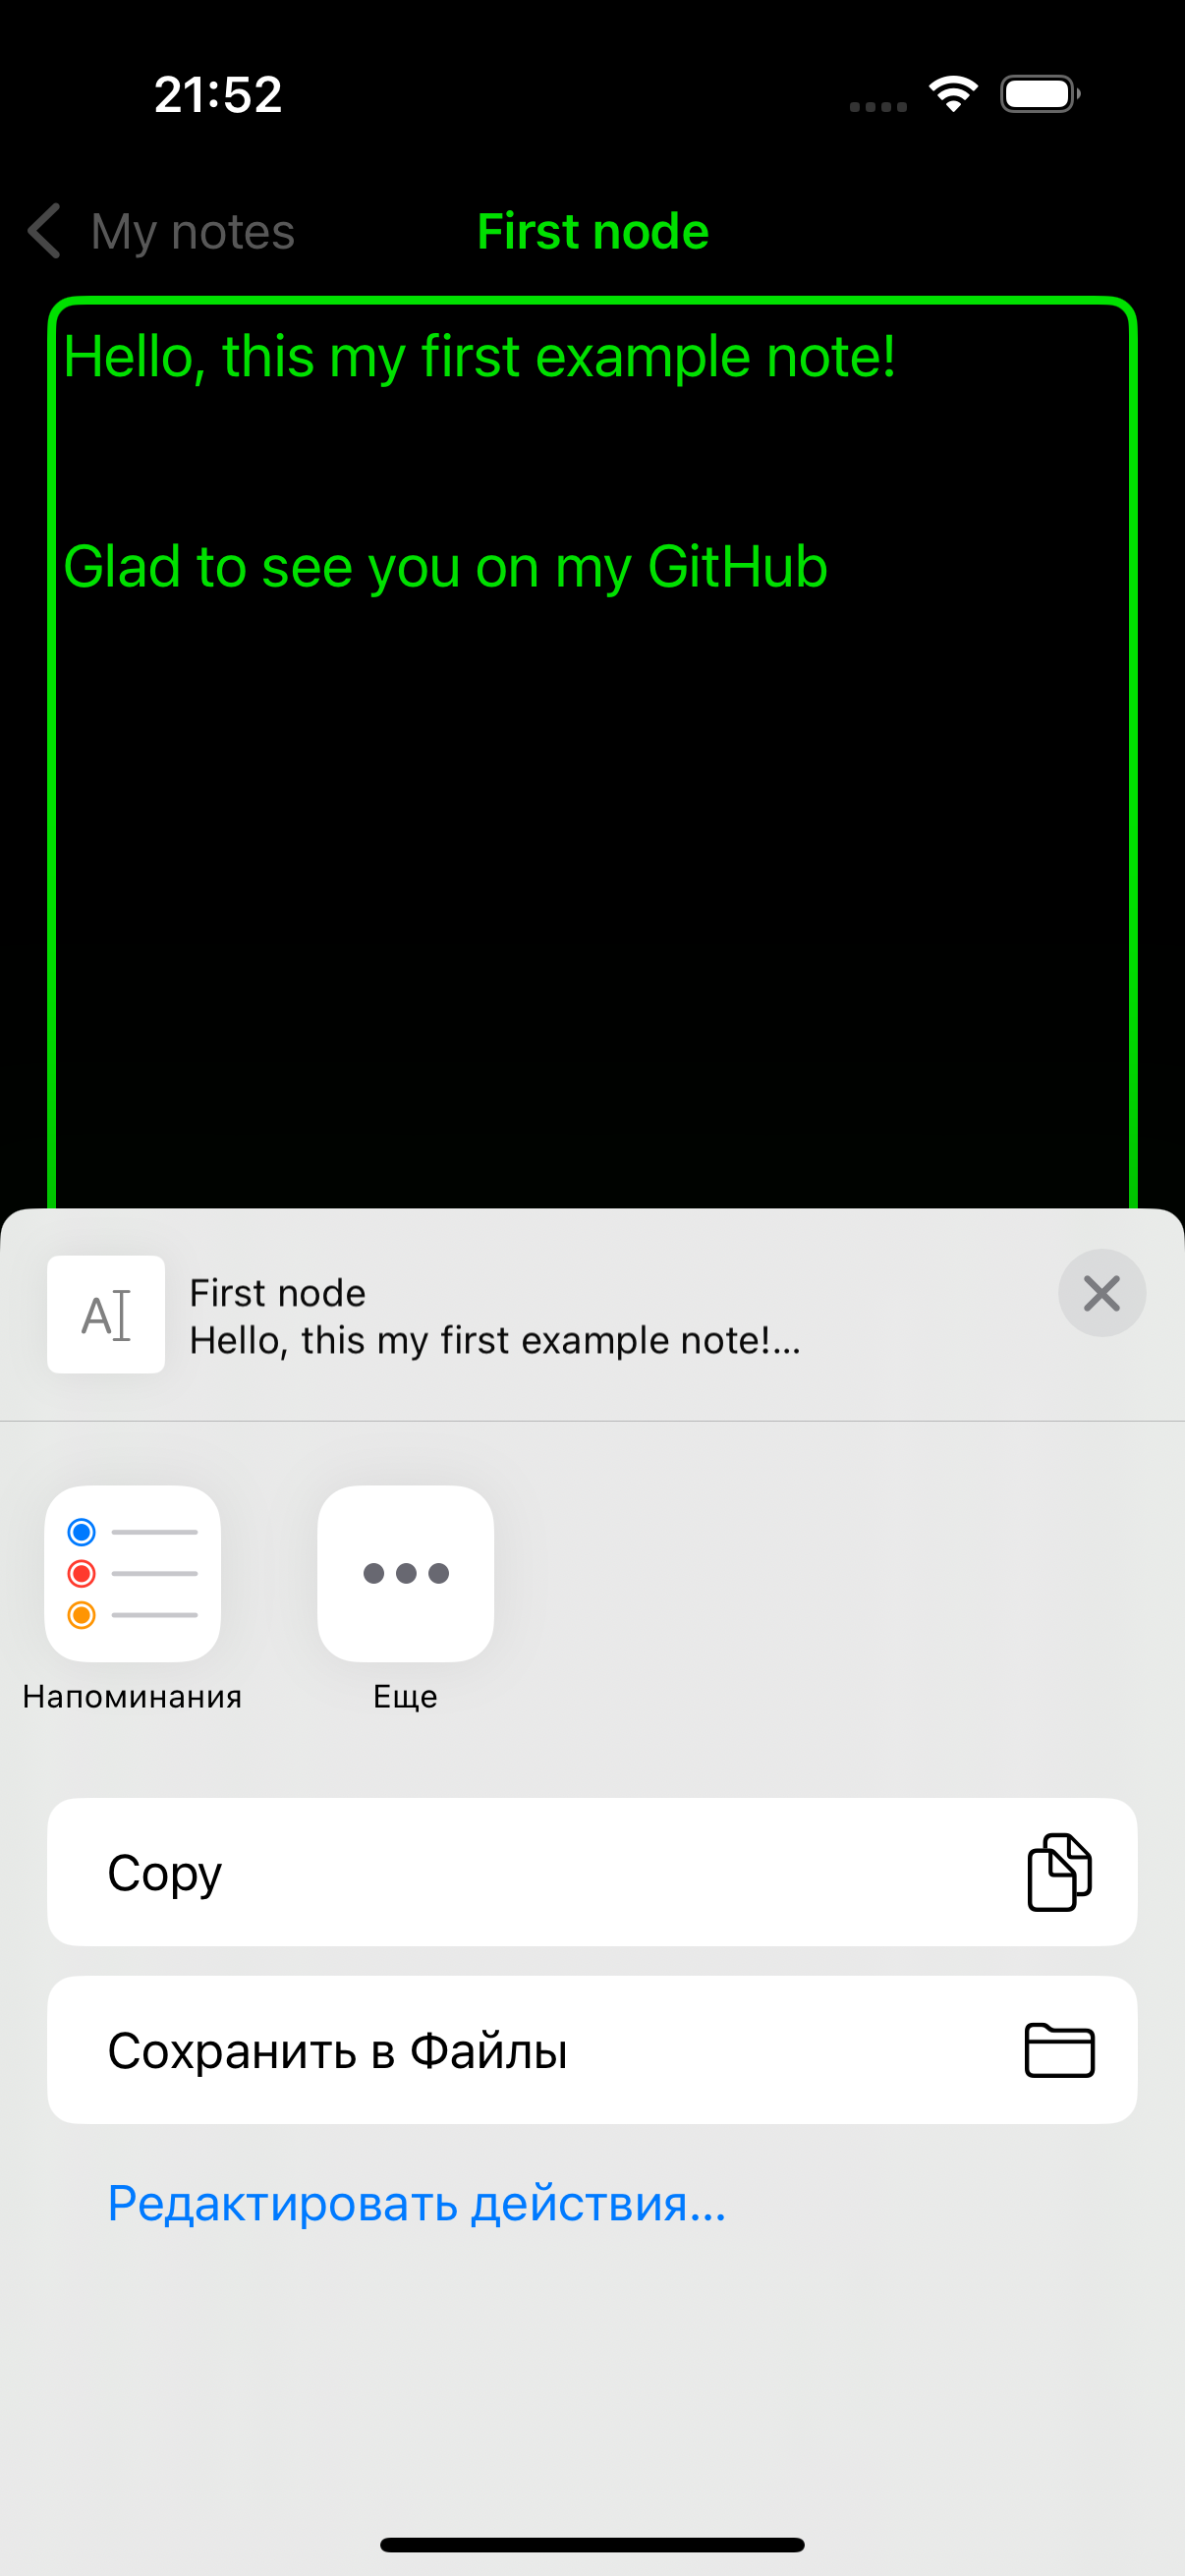 21:52
My notes
First node
Hello, this my first example note!
Glad to see you on my GitHub
First node
Hello, this my first example note!...
Напоминания
Еще
Copy
Сохранить в Файлы
Редактировать действия...